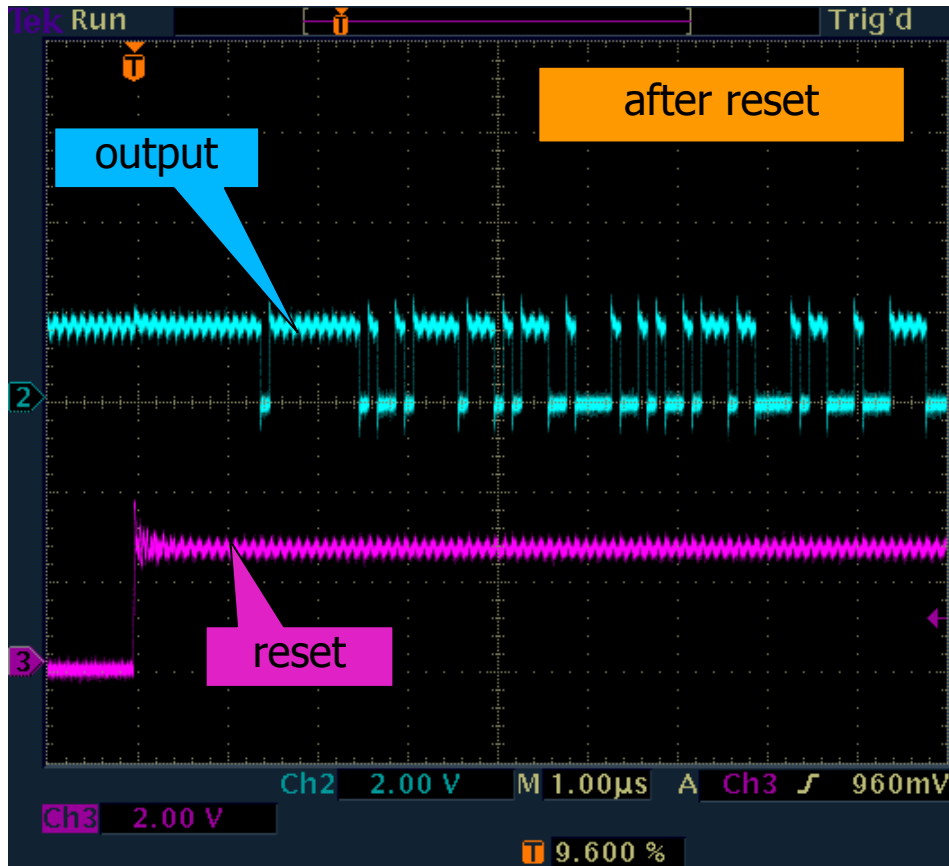 Tek Run Trig'd
T
T
after reset
output
2
reset
3
Ch2 2.00 V M 1.00µs A Ch3 ʃ 960mV
Ch3 2.00 V
T 9.600 %